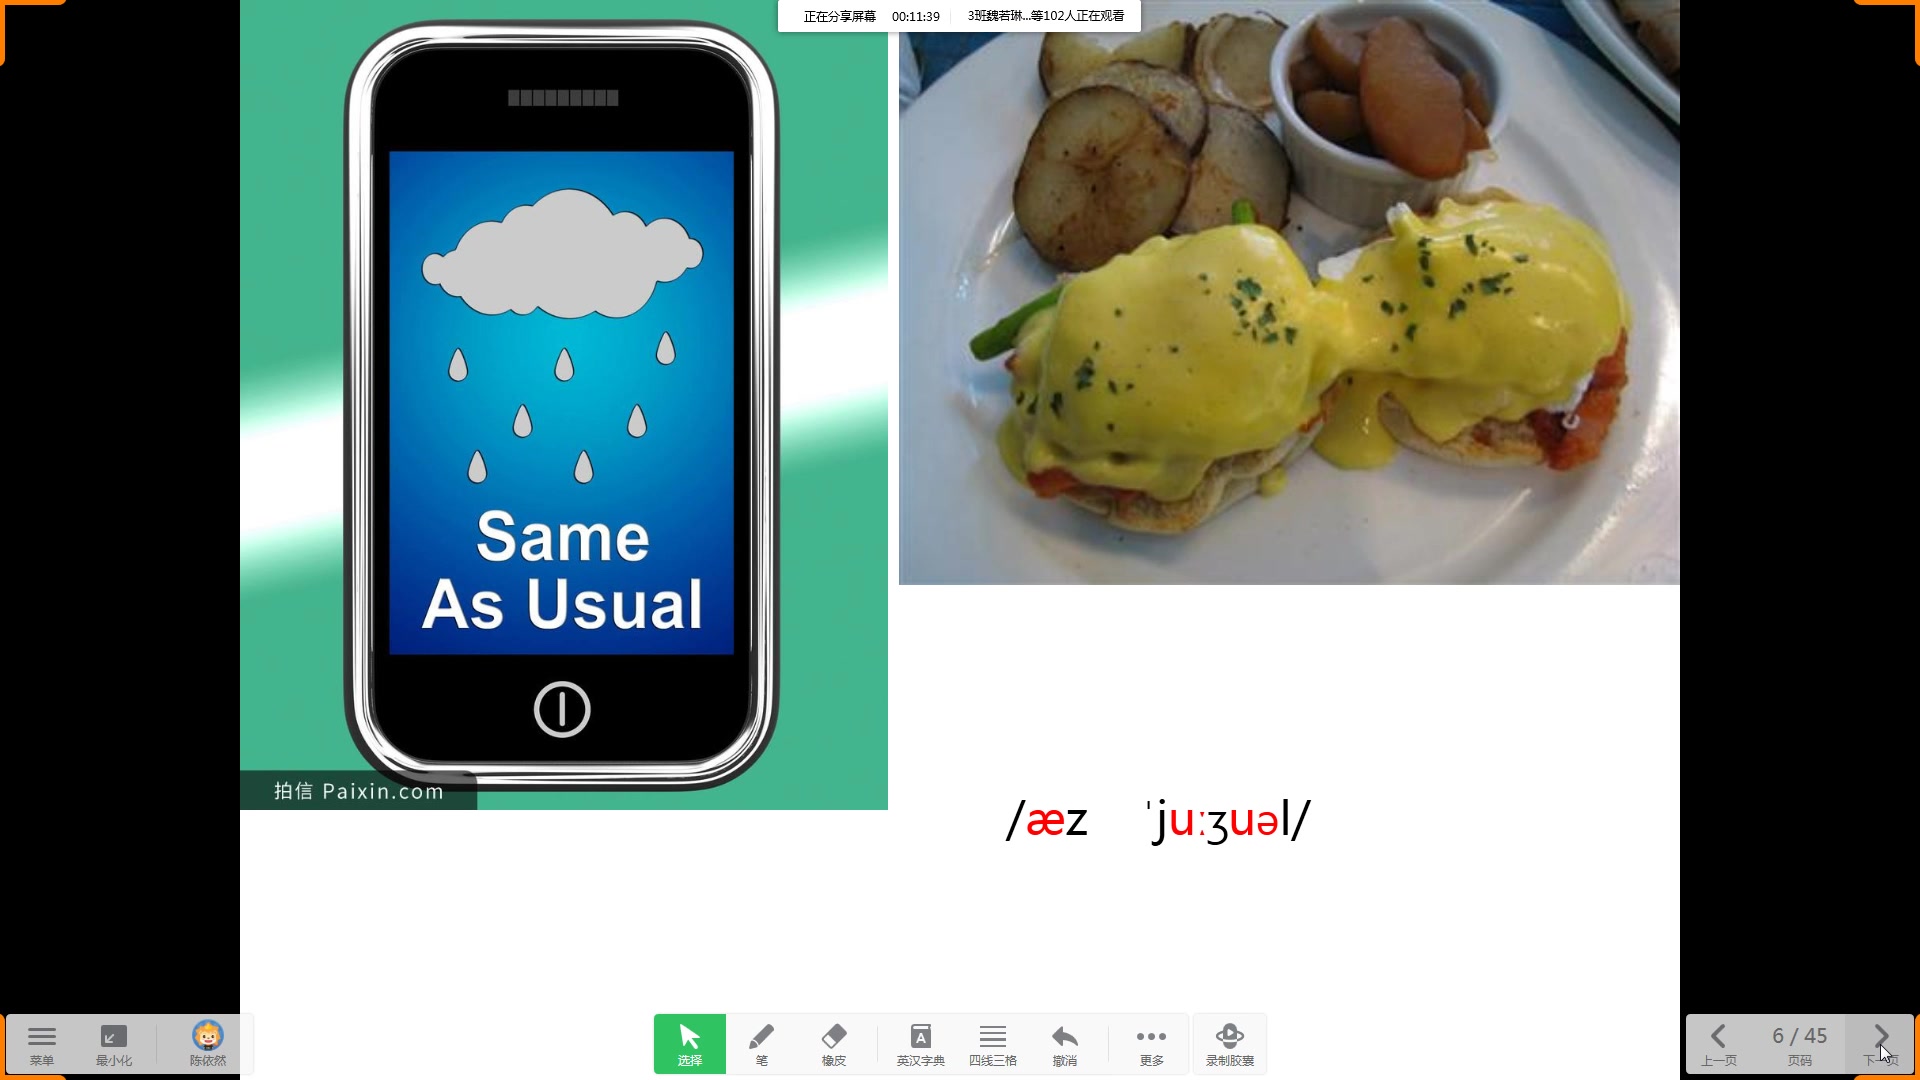 正在分享屏幕 00:11:39 3班魏若琳...等102人正在观看
Same
As Usual
拍信 Paixin.com
/æz ˈjuːʒuəl/
菜单 最小化 陈依然
选择 笔 橡皮 英汉字典 四线三格 撤消 更多 录制胶囊
6 / 45
上一页 页码 下一页